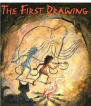 THE FIRST DRAWING